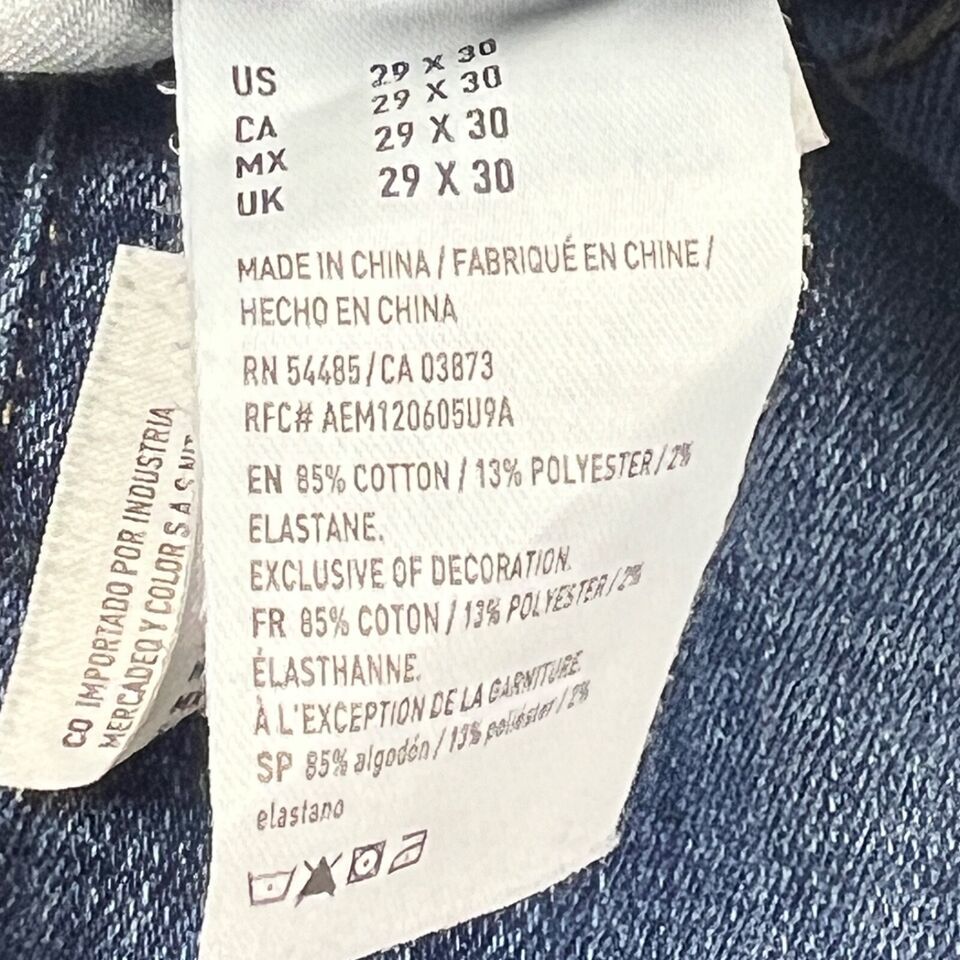 US 29 X 30
CA 29 X 30
MX 29 X 30
UK 29 X 30
MADE IN CHINA / FABRIQUÉ EN CHINE /
HECHO EN CHINA
RN 54485 / CA 03873
RFC# AEM120605U9A
EN 85% COTTON / 13% POLYESTER / 2%
ELASTANE.
EXCLUSIVE OF DECORATION.
FR 85% COTON / 13% POLYESTER / 2%
ÉLASTHANNE.
À L'EXCEPTION DE LA GARNITURE.
SP 85% algodón / 13% poliéster / 2%
elastano
CO IMPORTADO POR INDUSTRIA
MERCADEO Y COLOR S A S